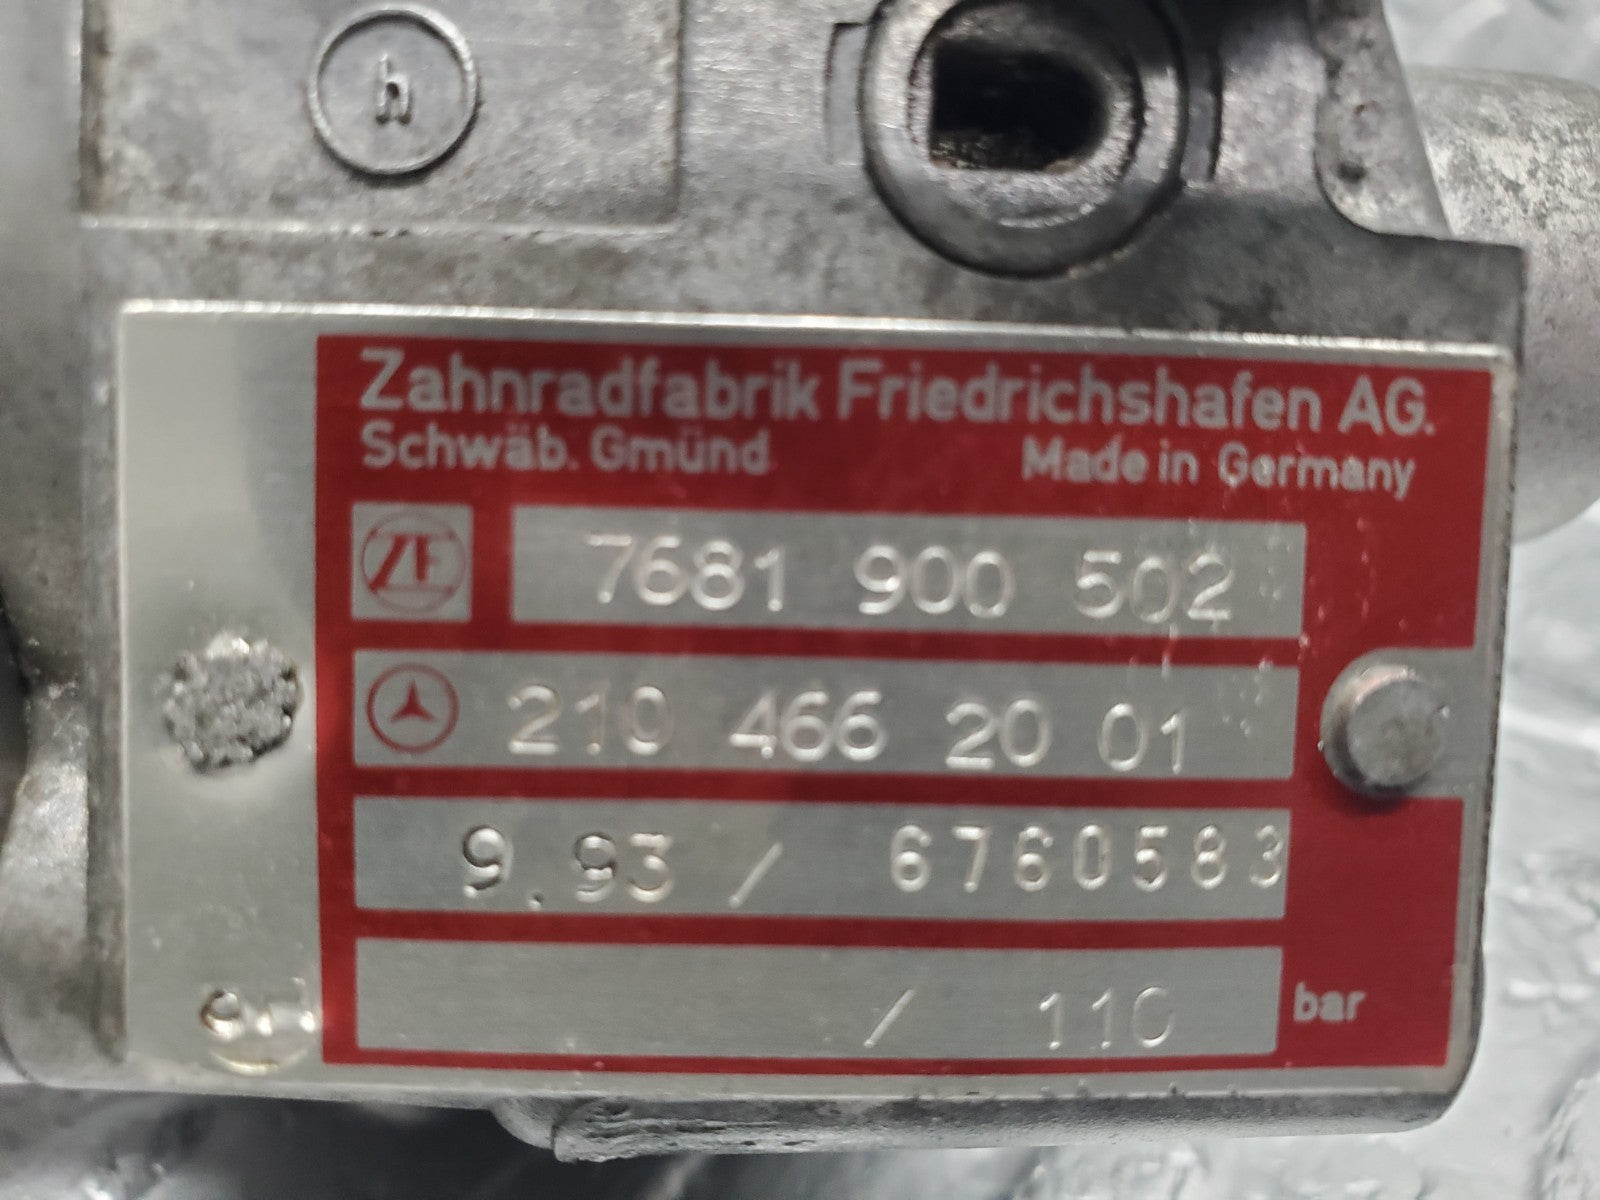 h
Zahnradfabrik Friedrichshafen AG.
Schwäb. Gmünd Made in Germany
ZF 7681 900 502
210 466 20 01
9.93 / 6760583
/ 110 bar